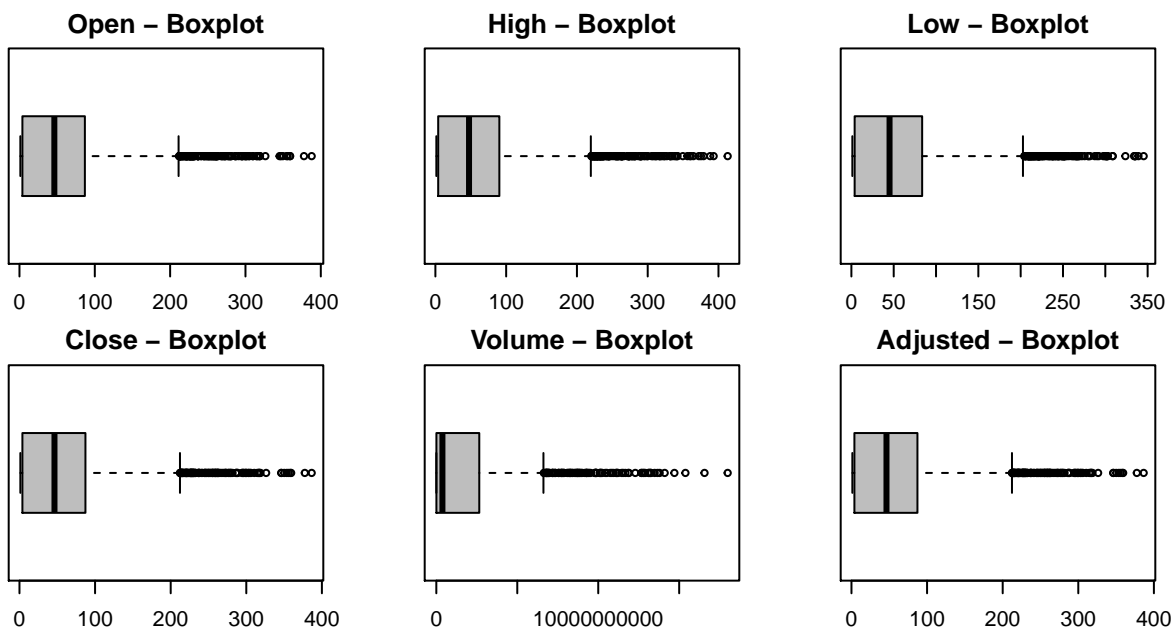 Open – Boxplot
High – Boxplot
Low – Boxplot
0 100 200 300 400
0 100 200 300 400
0 50 150 250 350
Close – Boxplot
Volume – Boxplot
Adjusted – Boxplot
0 100 200 300 400
0 10000000000
0 100 200 300 400